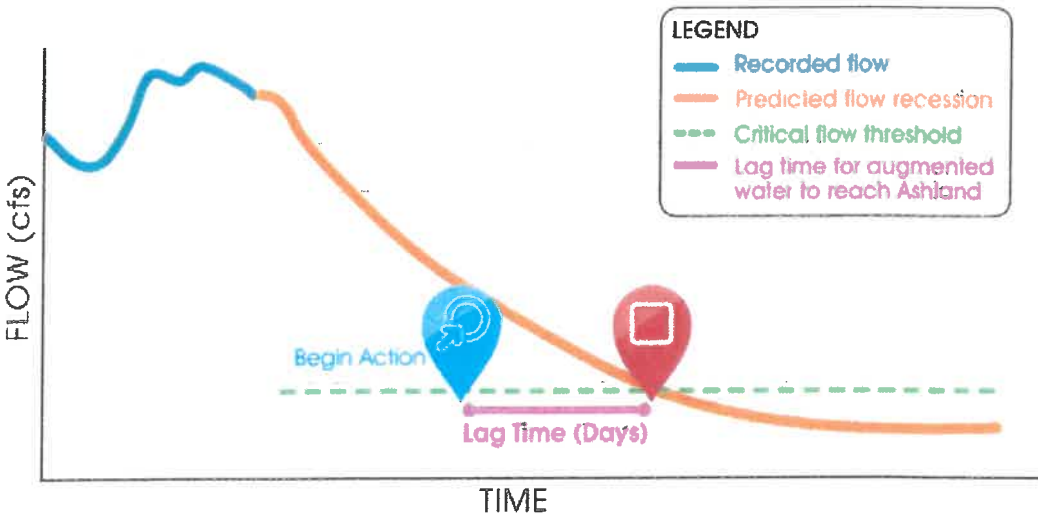 LEGEND
Recorded flow
Predicted flow recession
Critical flow threshold
Lag time for augmented
water to reach Ashland
FLOW (cfs)
Begin Action
Lag Time (Days)
TIME